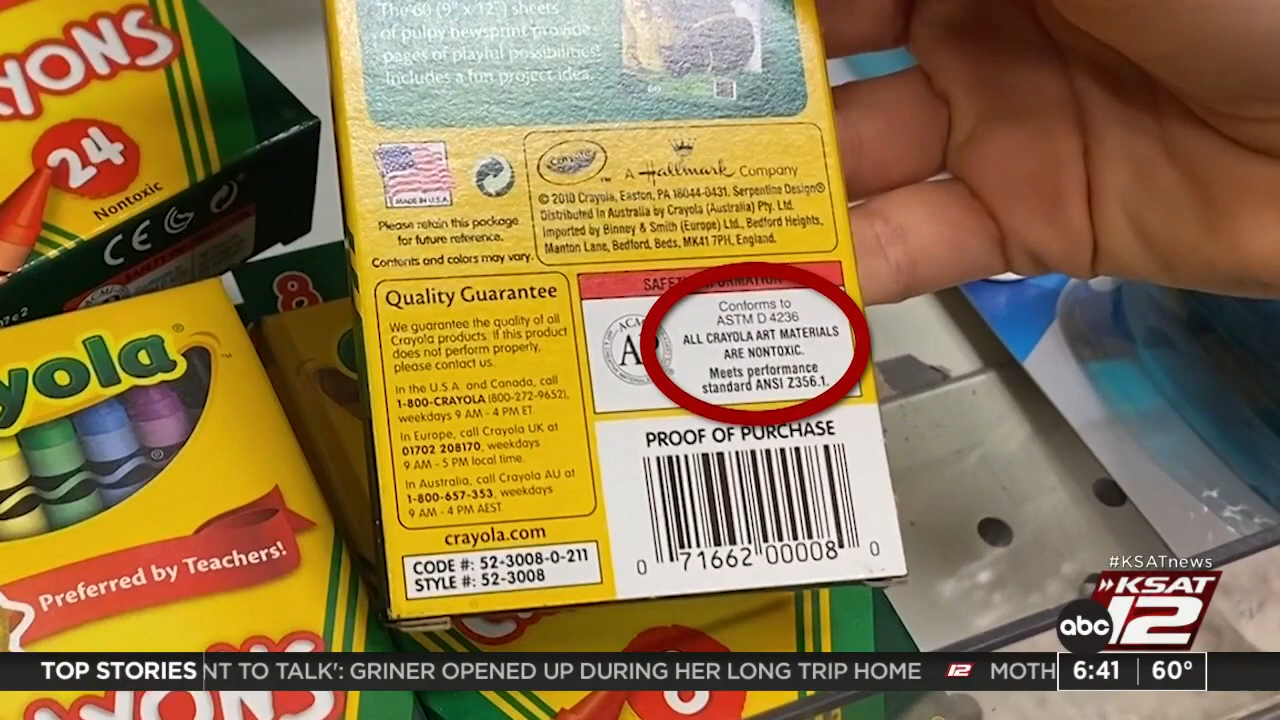 The 60 (9" x 12") sheets
of pulpy newsprint provide
pages of playful possibilities!
Includes a fun project idea.
60
MADE IN U.S.A.
Please retain this package
for future reference.
Contents and colors may vary.
Crayola ™ A Hallmark Company
© 2010 Crayola, Easton, PA 18044-0431. Serpentine Design®
Distributed in Australia by Crayola (Australia) Pty. Ltd.
Imported by Binney & Smith (Europe) Ltd., Bedford Heights,
Manton Lane, Bedford, Beds, MK41 7PH, England.
Quality Guarantee
We guarantee the quality of all
Crayola products. If this product
does not perform properly,
please contact us.
In the U.S.A. and Canada, call
1-800-CRAYOLA (800-272-9652),
weekdays 9 AM - 4 PM ET.
In Europe, call Crayola UK at
01702 208170, weekdays
9 AM - 5 PM local time.
In Australia, call Crayola AU at
1-800-657-353, weekdays
9 AM - 4 PM AEST.
crayola.com
CODE #: 52-3008-0-211
STYLE #: 52-3008
Conforms to
ASTM D 4236
ALL CRAYOLA ART MATERIALS
ARE NONTOXIC.
Meets performance
standard ANSI Z356.1.
AP
PROOF OF PURCHASE
0 71662 00008 0
YONS
24
Nontoxic
CE
8
yola®
™
®
Preferred by Teachers!
YONS
#KSATnews
KSAT
abc 12
TOP STORIES NT TO TALK': GRINER OPENED UP DURING HER LONG TRIP HOME 12 MOTH 6:41 60°